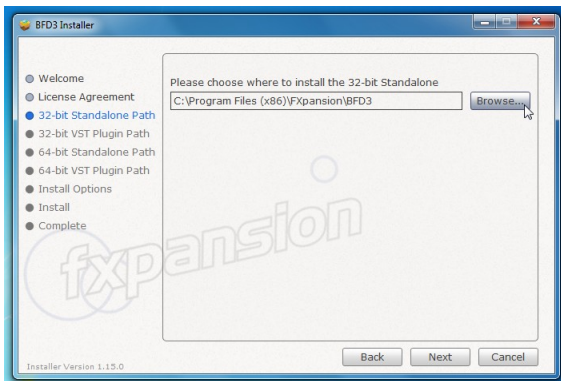 BFD3 Installer
Welcome
License Agreement
32-bit Standalone Path
32-bit VST Plugin Path
64-bit Standalone Path
64-bit VST Plugin Path
Install Options
Install
Complete
Please choose where to install the 32-bit Standalone
C:\Program Files (x86)\FXpansion\BFD3
Browse...
fxpansion
Back Next Cancel
Installer Version 1.15.0